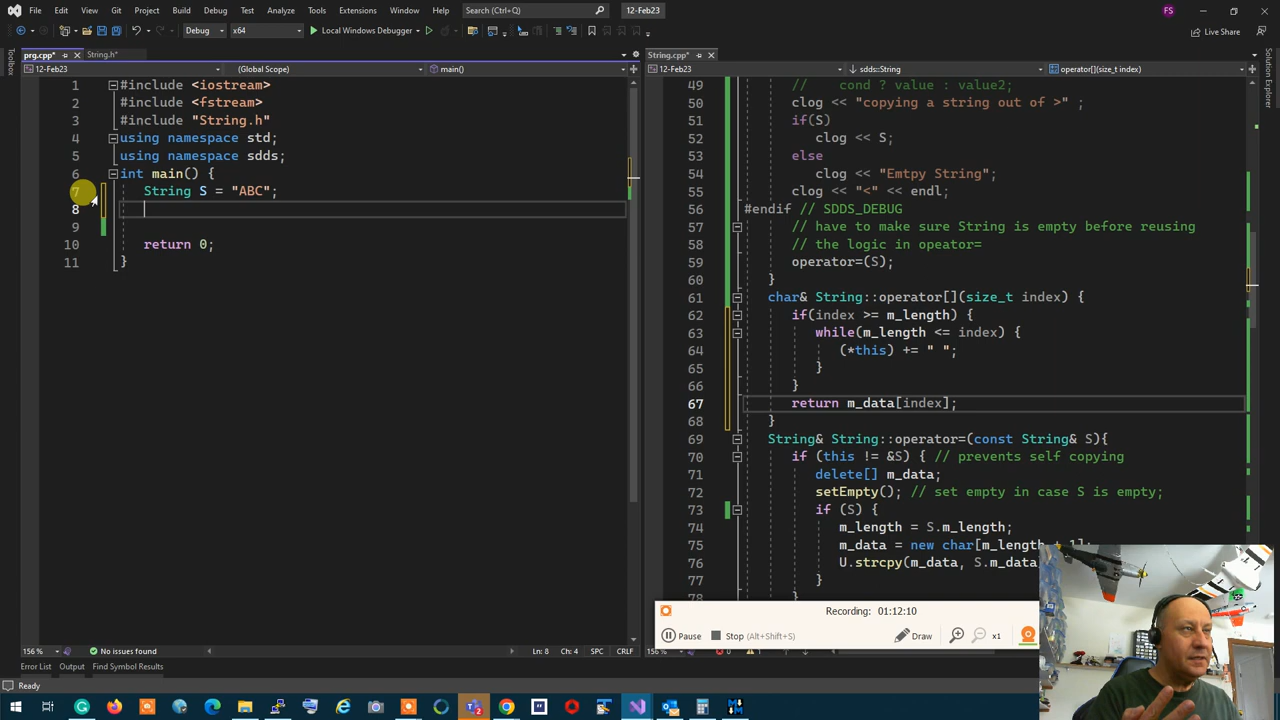 File Edit View Git Project Build Debug Test Analyze Tools Extensions Window Help Search (Ctrl+Q) 12-Feb23 FS
Debug x64 Local Windows Debugger Live Share
prg.cpp* String.h* String.cpp*
12-Feb23 (Global Scope) main() 12-Feb23 sdds::String operator[](size_t index)
Toolbox
Solution Explorer
1 #include <iostream>
2 #include <fstream>
3 #include "String.h"
4 using namespace std;
5 using namespace sdds;
6 int main() {
7 String S = "ABC";
8
9
10 return 0;
11 }
49 // cond ? value : value2;
50 clog << "copying a string out of >" ;
51 if(S)
52 clog << S;
53 else
54 clog << "Emtpy String";
55 clog << "<" << endl;
56 #endif // SDDS_DEBUG
57 // have to make sure String is empty before reusing
58 // the logic in opeator=
59 operator=(S);
60 }
61 char& String::operator[](size_t index) {
62 if(index >= m_length) {
63 while(m_length <= index) {
64 (*this) += " ";
65 }
66 }
67 return m_data[index];
68 }
69 String& String::operator=(const String& S){
70 if (this != &S) { // prevents self copying
71 delete[] m_data;
72 setEmpty(); // set empty in case S is empty;
73 if (S) {
74 m_length = S.m_length;
75 m_data = new char[m_length + 1];
76 U.strcpy(m_data, S.m_data
77 }
78 }
Recording: 01:12:10
Pause Stop (Alt+Shift+S) Draw x1
156 % No issues found Ln: 8 Ch: 4 SPC CRLF 156 % 0 1
Error List Output Find Symbol Results
Ready